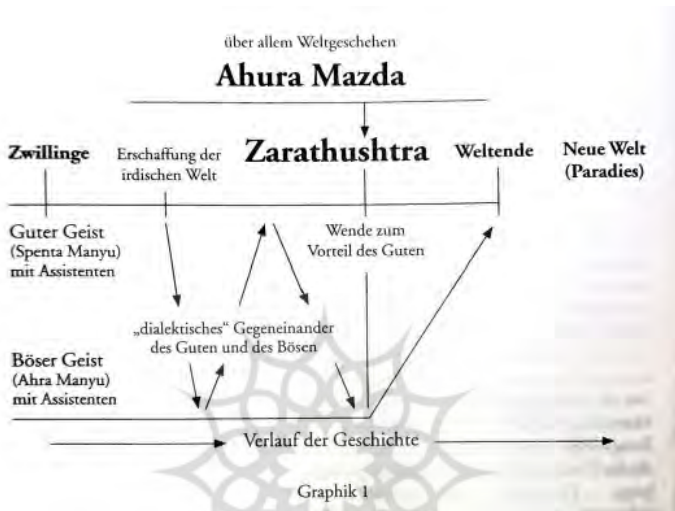 über allem Weltgeschehen
Ahura Mazda
Zwillinge
Erschaffung der
irdischen Welt
Zarathushtra
Weltende
Neue Welt
(Paradies)
Guter Geist
(Spenta Manyu)
mit Assistenten
Wende zum
Vorteil des Guten
„dialektisches“ Gegeneinander
des Guten und des Bösen
Böser Geist
(Ahra Manyu)
mit Assistenten
Verlauf der Geschichte
Graphik 1